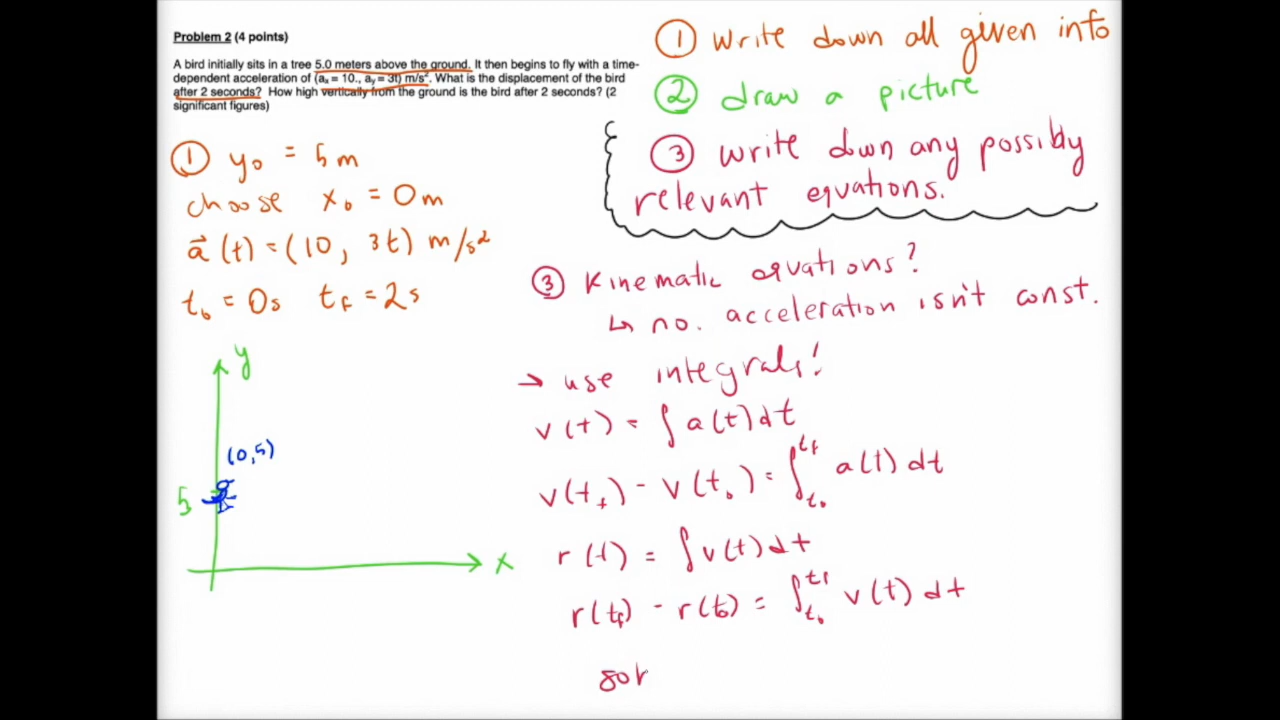 Problem 2 (4 points)
A bird initially sits in a tree 5.0 meters above the ground. It then begins to fly with a time-
dependent acceleration of (aₓ = 10., aᵧ = 3t) m/s². What is the displacement of the bird
after 2 seconds? How high vertically from the ground is the bird after 2 seconds? (2
significant figures)
① Write down all given info
② draw a picture
③ Write down any possibly
relevant equations.
① y₀ = 5m
choose x₀ = 0m
a⃗(t) = (10, 3t) m/s²
t₀ = 0s t_f = 2s
y
(0,5)
5
x
③ Kinematic equations?
↳ no. acceleration isn't const.
→ use integrals!
v(t) = ∫ a(t)dt
v(t_f) - v(t₀) = ∫_{t₀}^{t_f} a(t) dt
r(t) = ∫v(t)dt
r(t_f) - r(t₀) = ∫_{t₀}^{t_f} v(t) dt